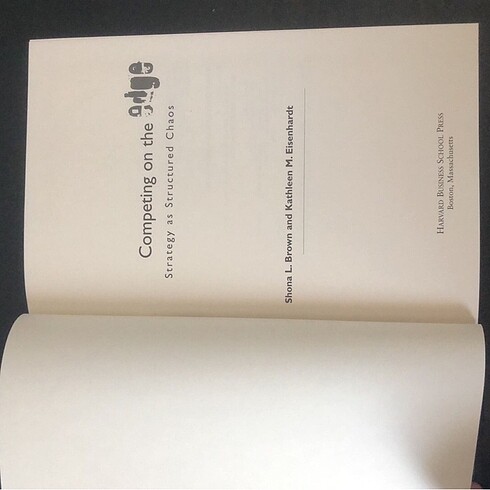 Competing on the edge
Strategy as Structured Chaos
Shona L. Brown and Kathleen M. Eisenhardt
HARVARD BUSINESS SCHOOL PRESS
Boston, Massachusetts